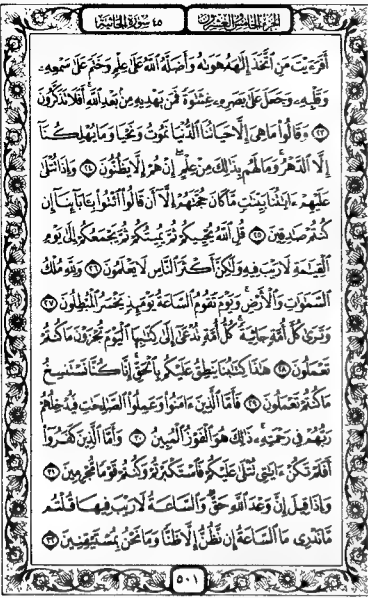 الجزء الخامس والعشرون ٤٥ سورة الجاثية
أَفَرَءَيْتَ مَنِ ٱتَّخَذَ إِلَٰهَهُۥ هَوَىٰهُ وَأَضَلَّهُ ٱللَّهُ عَلَىٰ عِلْمٍ وَخَتَمَ عَلَىٰ سَمْعِهِۦ
وَقَلْبِهِۦ وَجَعَلَ عَلَىٰ بَصَرِهِۦ غِشَٰوَةً فَمَن يَهْدِيهِ مِنۢ بَعْدِ ٱللَّهِ أَفَلَا تَذَكَّرُونَ
٢٣ وَقَالُوا۟ مَا هِىَ إِلَّا حَيَاتُنَا ٱلدُّنْيَا نَمُوتُ وَنَحْيَا وَمَا يُهْلِكُنَآ
إِلَّا ٱلدَّهْرُ وَمَا لَهُم بِذَٰلِكَ مِنْ عِلْمٍ إِنْ هُمْ إِلَّا يَظُنُّونَ ٢٤ وَإِذَا تُتْلَىٰ
عَلَيْهِمْ ءَايَٰتُنَا بَيِّنَٰتٍ مَّا كَانَ حُجَّتَهُمْ إِلَّآ أَن قَالُوا۟ ٱئْتُوا۟ بِـَٔابَآئِنَآ إِن
كُنتُمْ صَٰدِقِينَ ٢٥ قُلِ ٱللَّهُ يُحْيِيكُمْ ثُمَّ يُمِيتُكُمْ ثُمَّ يَجْمَعُكُمْ إِلَىٰ يَوْمِ
ٱلْقِيَٰمَةِ لَا رَيْبَ فِيهِ وَلَٰكِنَّ أَكْثَرَ ٱلنَّاسِ لَا يَعْلَمُونَ ٢٦ وَلِلَّهِ مُلْكُ
ٱلسَّمَٰوَٰتِ وَٱلْأَرْضِ وَيَوْمَ تَقُومُ ٱلسَّاعَةُ يَوْمَئِذٍ يَخْسَرُ ٱلْمُبْطِلُونَ ٢٧
وَتَرَىٰ كُلَّ أُمَّةٍ جَاثِيَةً كُلُّ أُمَّةٍ تُدْعَىٰٓ إِلَىٰ كِتَٰبِهَا ٱلْيَوْمَ تُجْزَوْنَ مَا كُنتُمْ
تَعْمَلُونَ ٢٨ هَٰذَا كِتَٰبُنَا يَنطِقُ عَلَيْكُم بِٱلْحَقِّ إِنَّا كُنَّا نَسْتَنسِخُ
مَا كُنتُمْ تَعْمَلُونَ ٢٩ فَأَمَّا ٱلَّذِينَ ءَامَنُوا۟ وَعَمِلُوا۟ ٱلصَّٰلِحَٰتِ فَيُدْخِلُهُمْ
رَبُّهُمْ فِى رَحْمَتِهِۦ ذَٰلِكَ هُوَ ٱلْفَوْزُ ٱلْمُبِينُ ٣٠ وَأَمَّا ٱلَّذِينَ كَفَرُوٓا۟
أَفَلَمْ تَكُنْ ءَايَٰتِى تُتْلَىٰ عَلَيْكُمْ فَٱسْتَكْبَرْتُمْ وَكُنتُمْ قَوْمًا مُّجْرِمِينَ ٣١
وَإِذَا قِيلَ إِنَّ وَعْدَ ٱللَّهِ حَقٌّ وَٱلسَّاعَةُ لَا رَيْبَ فِيهَا قُلْتُم
مَّا نَدْرِى مَا ٱلسَّاعَةُ إِن نَّظُنُّ إِلَّا ظَنًّا وَمَا نَحْنُ بِمُسْتَيْقِنِينَ ٣٢
٥٠١